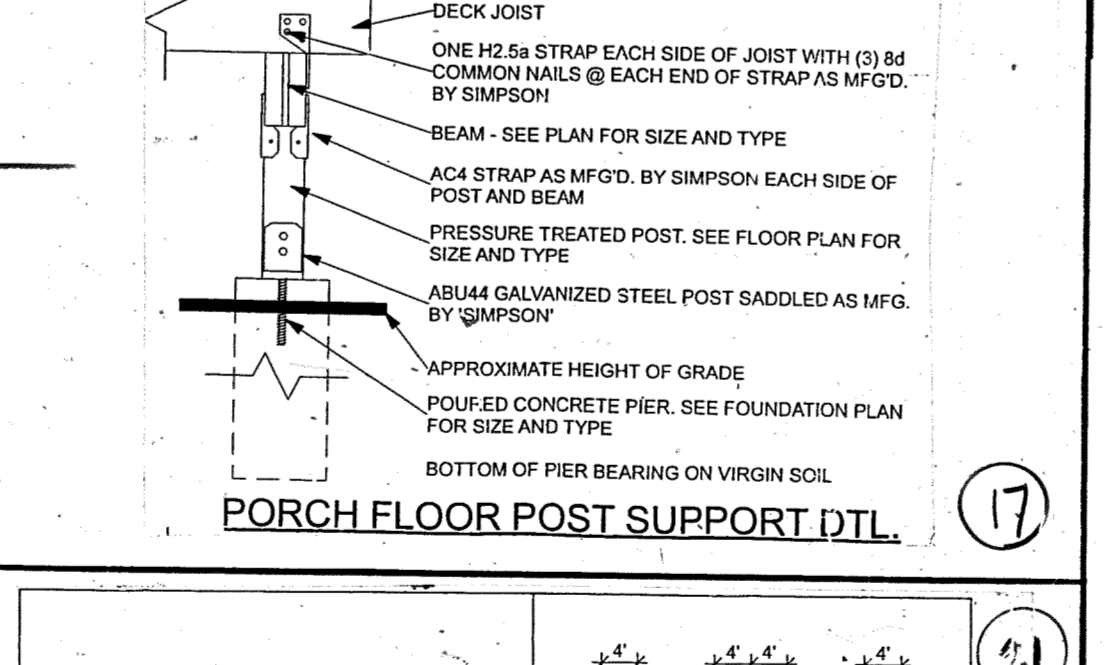 DECK JOIST
ONE H2.5a STRAP EACH SIDE OF JOIST WITH (3) 8d
COMMON NAILS @ EACH END OF STRAP AS MFG'D.
BY SIMPSON
BEAM - SEE PLAN FOR SIZE AND TYPE
AC4 STRAP AS MFG'D. BY SIMPSON EACH SIDE OF
POST AND BEAM
PRESSURE TREATED POST. SEE FLOOR PLAN FOR
SIZE AND TYPE
ABU44 GALVANIZED STEEL POST SADDLED AS MFG.
BY 'SIMPSON'
APPROXIMATE HEIGHT OF GRADE
POURED CONCRETE PIER. SEE FOUNDATION PLAN
FOR SIZE AND TYPE
BOTTOM OF PIER BEARING ON VIRGIN SOIL
PORCH FLOOR POST SUPPORT DTL.
17
4' 4' 4' 4'